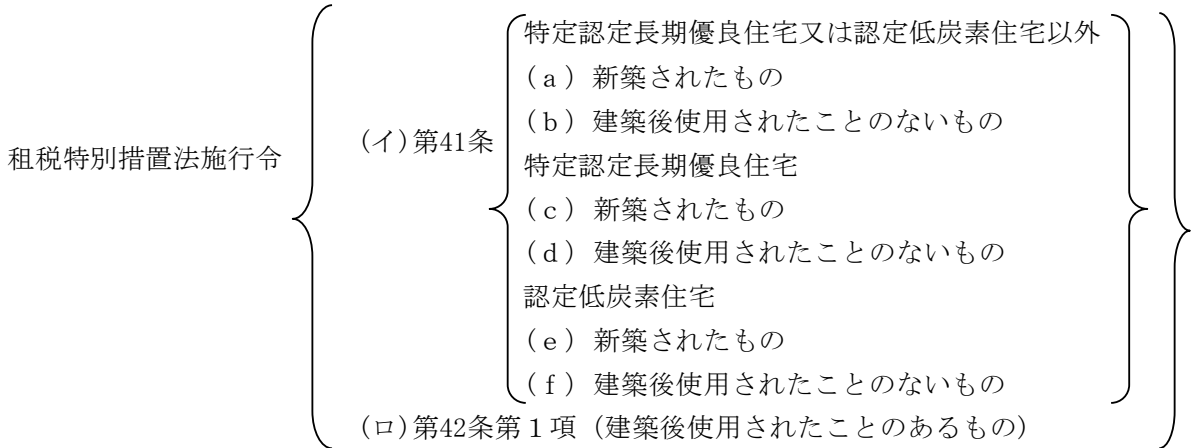 特定認定長期優良住宅又は認定低炭素住宅以外
(a) 新築されたもの
(b) 建築後使用されたことのないもの
(イ)第41条
租税特別措置法施行令
特定認定長期優良住宅
(c) 新築されたもの
(d) 建築後使用されたことのないもの
認定低炭素住宅
(e) 新築されたもの
(f) 建築後使用されたことのないもの
(ロ)第42条第1項(建築後使用されたことのあるもの)